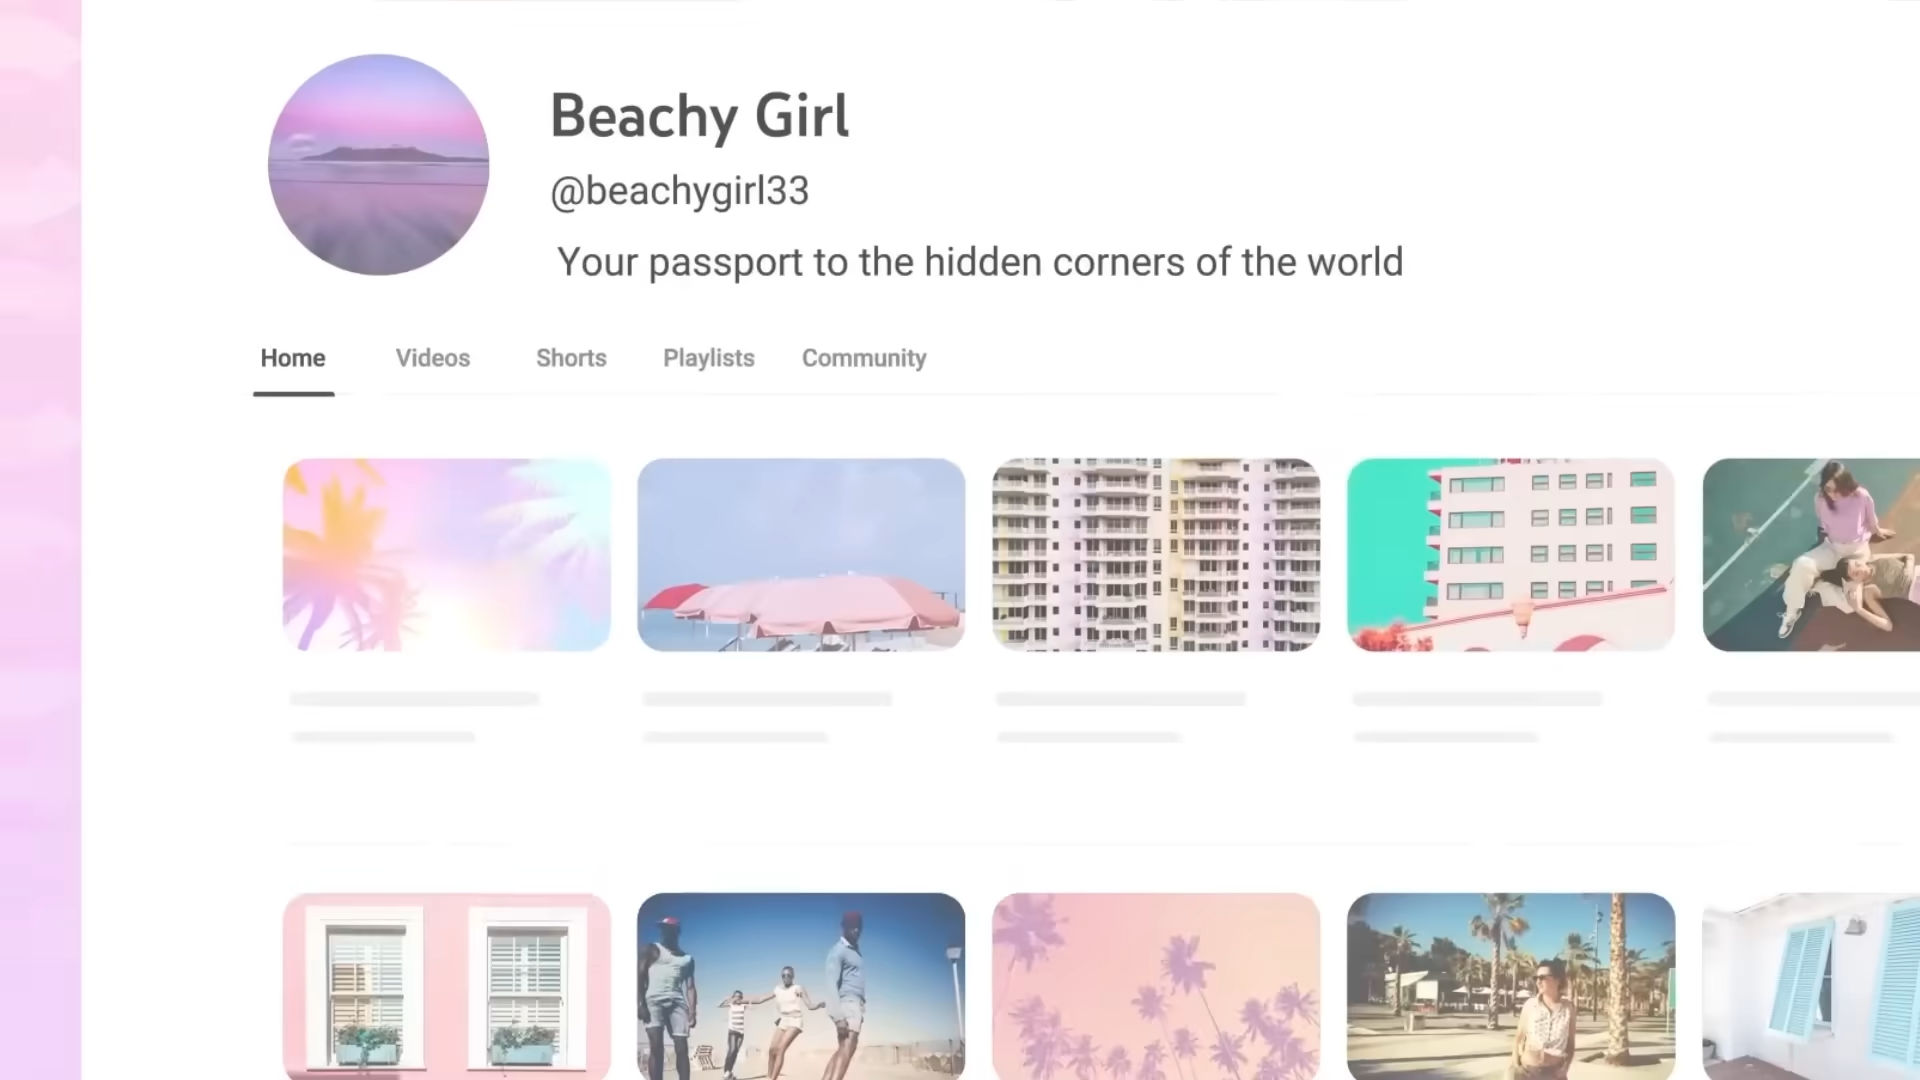 Beachy Girl
@beachygirl33
Your passport to the hidden corners of the world
Home Videos Shorts Playlists Community